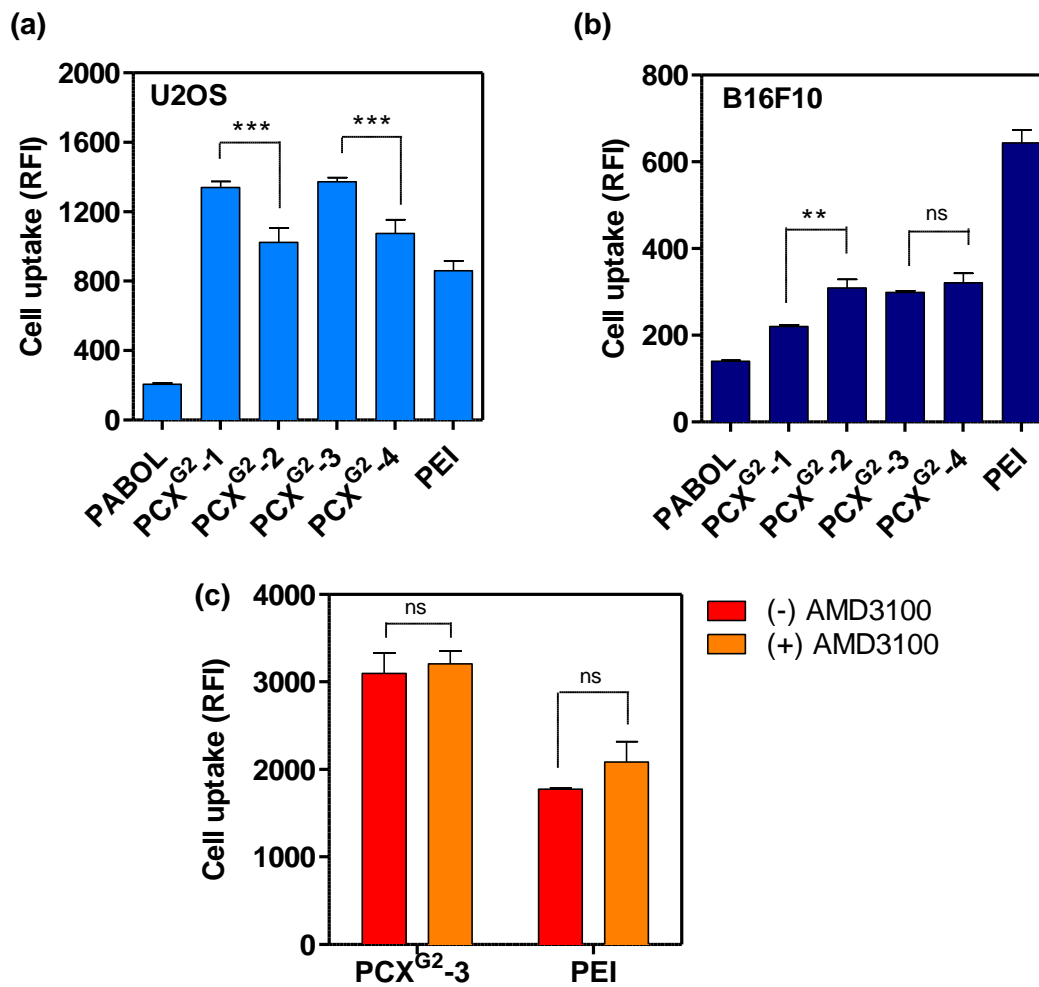 (a)
U2OS
Cell uptake (RFI)
2000
1600
1200
800
400
0
***
***
PABOL
PCX^G2-1
PCX^G2-2
PCX^G2-3
PCX^G2-4
PEI
(b)
B16F10
Cell uptake (RFI)
800
600
400
200
0
**
ns
PABOL
PCX^G2-1
PCX^G2-2
PCX^G2-3
PCX^G2-4
PEI
(c)
Cell uptake (RFI)
4000
3000
2000
1000
0
ns
ns
PCX^G2-3
PEI
(-) AMD3100
(+) AMD3100